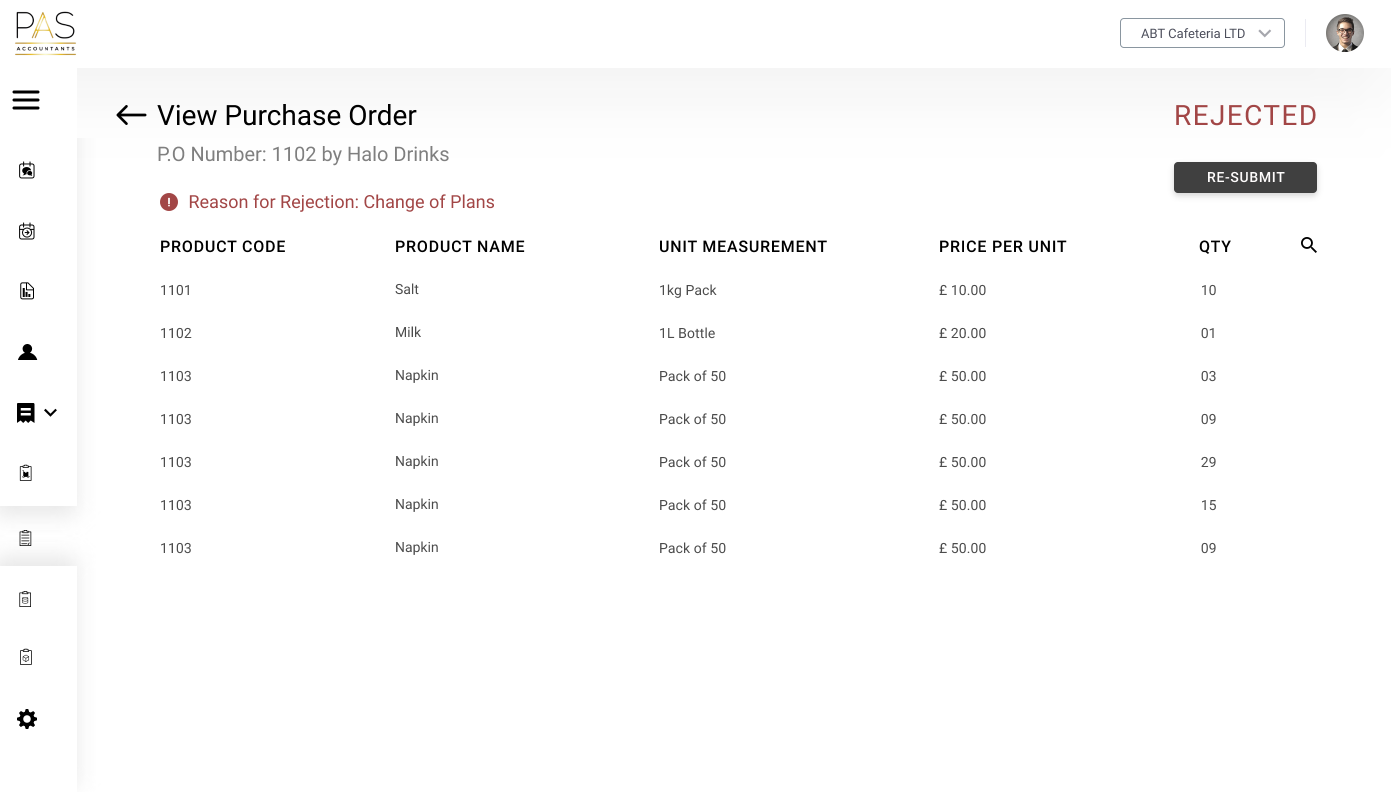 PAS
ACCOUNTANTS
ABT Cafeteria LTD
View Purchase Order
REJECTED
P.O Number: 1102 by Halo Drinks
RE-SUBMIT
! Reason for Rejection: Change of Plans
PRODUCT CODE PRODUCT NAME UNIT MEASUREMENT PRICE PER UNIT QTY
1101 Salt 1kg Pack £ 10.00 10
1102 Milk 1L Bottle £ 20.00 01
1103 Napkin Pack of 50 £ 50.00 03
1103 Napkin Pack of 50 £ 50.00 09
1103 Napkin Pack of 50 £ 50.00 29
1103 Napkin Pack of 50 £ 50.00 15
1103 Napkin Pack of 50 £ 50.00 09